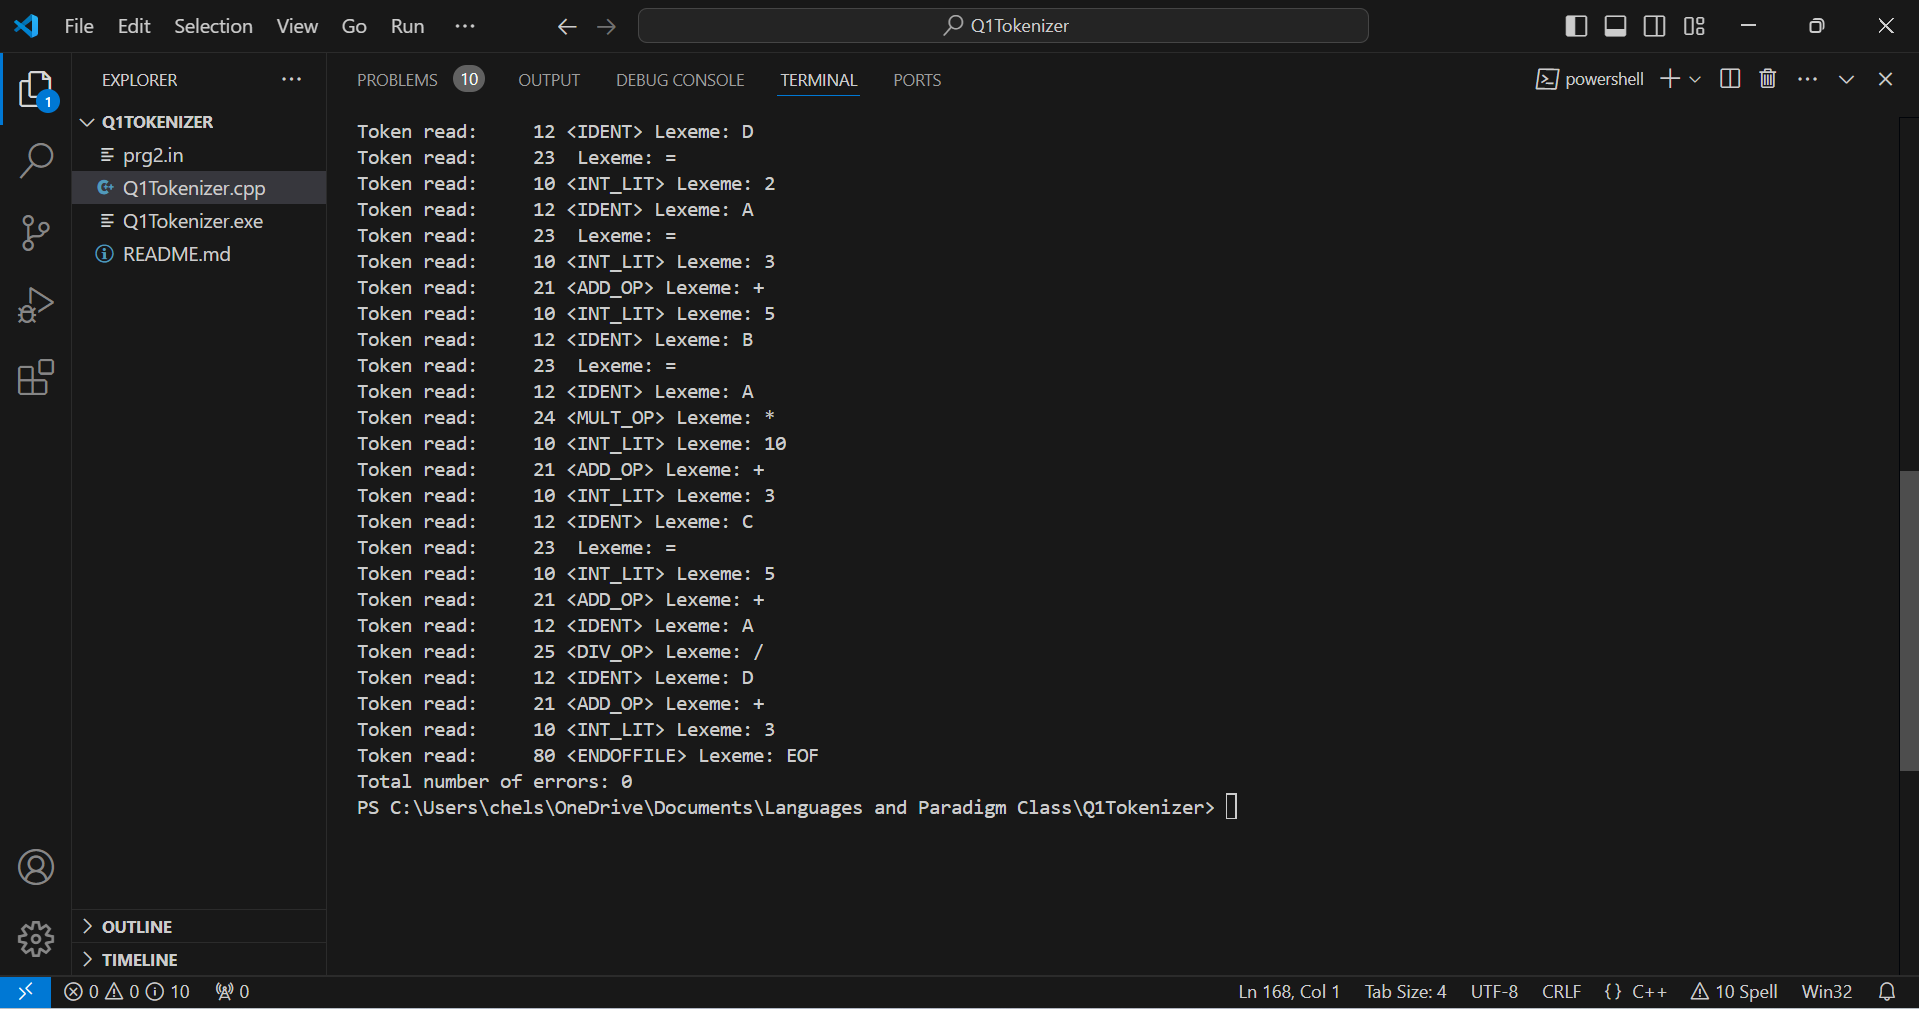 File Edit Selection View Go Run ··· Q1Tokenizer
EXPLORER ···
1
Q1TOKENIZER
prg2.in
Q1Tokenizer.cpp
Q1Tokenizer.exe
README.md
OUTLINE
TIMELINE
PROBLEMS 10 OUTPUT DEBUG CONSOLE TERMINAL PORTS powershell
Token read: 12 <IDENT> Lexeme: D
Token read: 23 Lexeme: =
Token read: 10 <INT_LIT> Lexeme: 2
Token read: 12 <IDENT> Lexeme: A
Token read: 23 Lexeme: =
Token read: 10 <INT_LIT> Lexeme: 3
Token read: 21 <ADD_OP> Lexeme: +
Token read: 10 <INT_LIT> Lexeme: 5
Token read: 12 <IDENT> Lexeme: B
Token read: 23 Lexeme: =
Token read: 12 <IDENT> Lexeme: A
Token read: 24 <MULT_OP> Lexeme: *
Token read: 10 <INT_LIT> Lexeme: 10
Token read: 21 <ADD_OP> Lexeme: +
Token read: 10 <INT_LIT> Lexeme: 3
Token read: 12 <IDENT> Lexeme: C
Token read: 23 Lexeme: =
Token read: 10 <INT_LIT> Lexeme: 5
Token read: 21 <ADD_OP> Lexeme: +
Token read: 12 <IDENT> Lexeme: A
Token read: 25 <DIV_OP> Lexeme: /
Token read: 12 <IDENT> Lexeme: D
Token read: 21 <ADD_OP> Lexeme: +
Token read: 10 <INT_LIT> Lexeme: 3
Token read: 80 <ENDOFFILE> Lexeme: EOF
Total number of errors: 0
PS C:\Users\chels\OneDrive\Documents\Languages and Paradigm Class\Q1Tokenizer>
0 0 10 0 Ln 168, Col 1 Tab Size: 4 UTF-8 CRLF {} C++ 10 Spell Win32